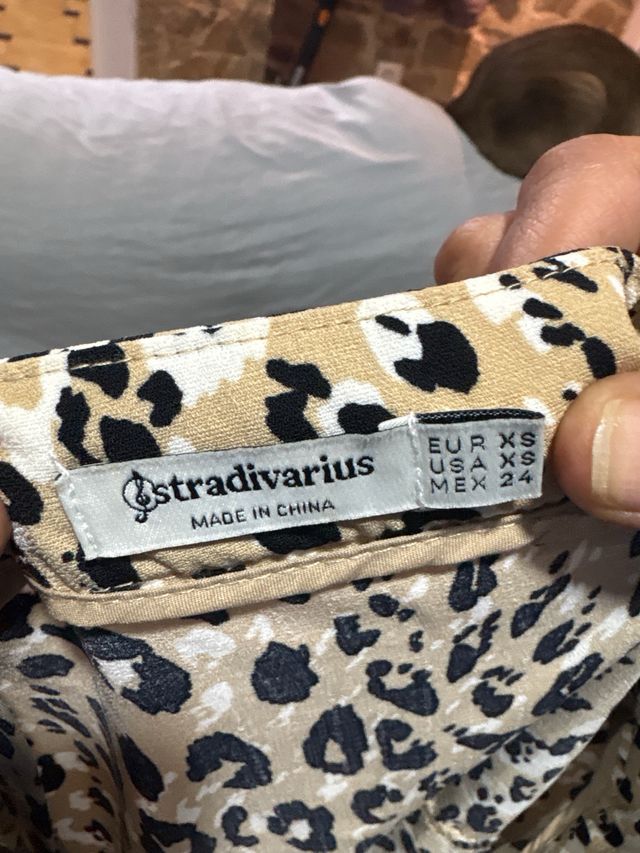 stradivarius
MADE IN CHINA
EUR XS
USA XS
MEX 24